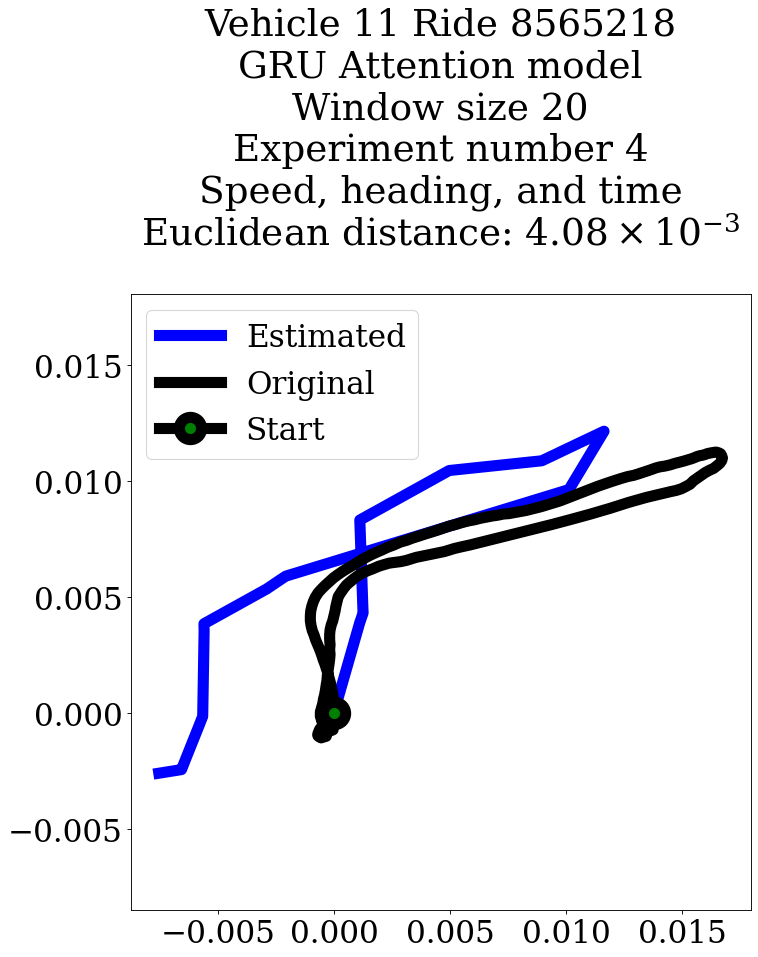 Vehicle 11 Ride 8565218
GRU Attention model
Window size 20
Experiment number 4
Speed, heading, and time
Euclidean distance: 4.08 × 10⁻³
Estimated
Original
Start
0.015
0.010
0.005
0.000
−0.005
−0.005 0.000 0.005 0.010 0.015